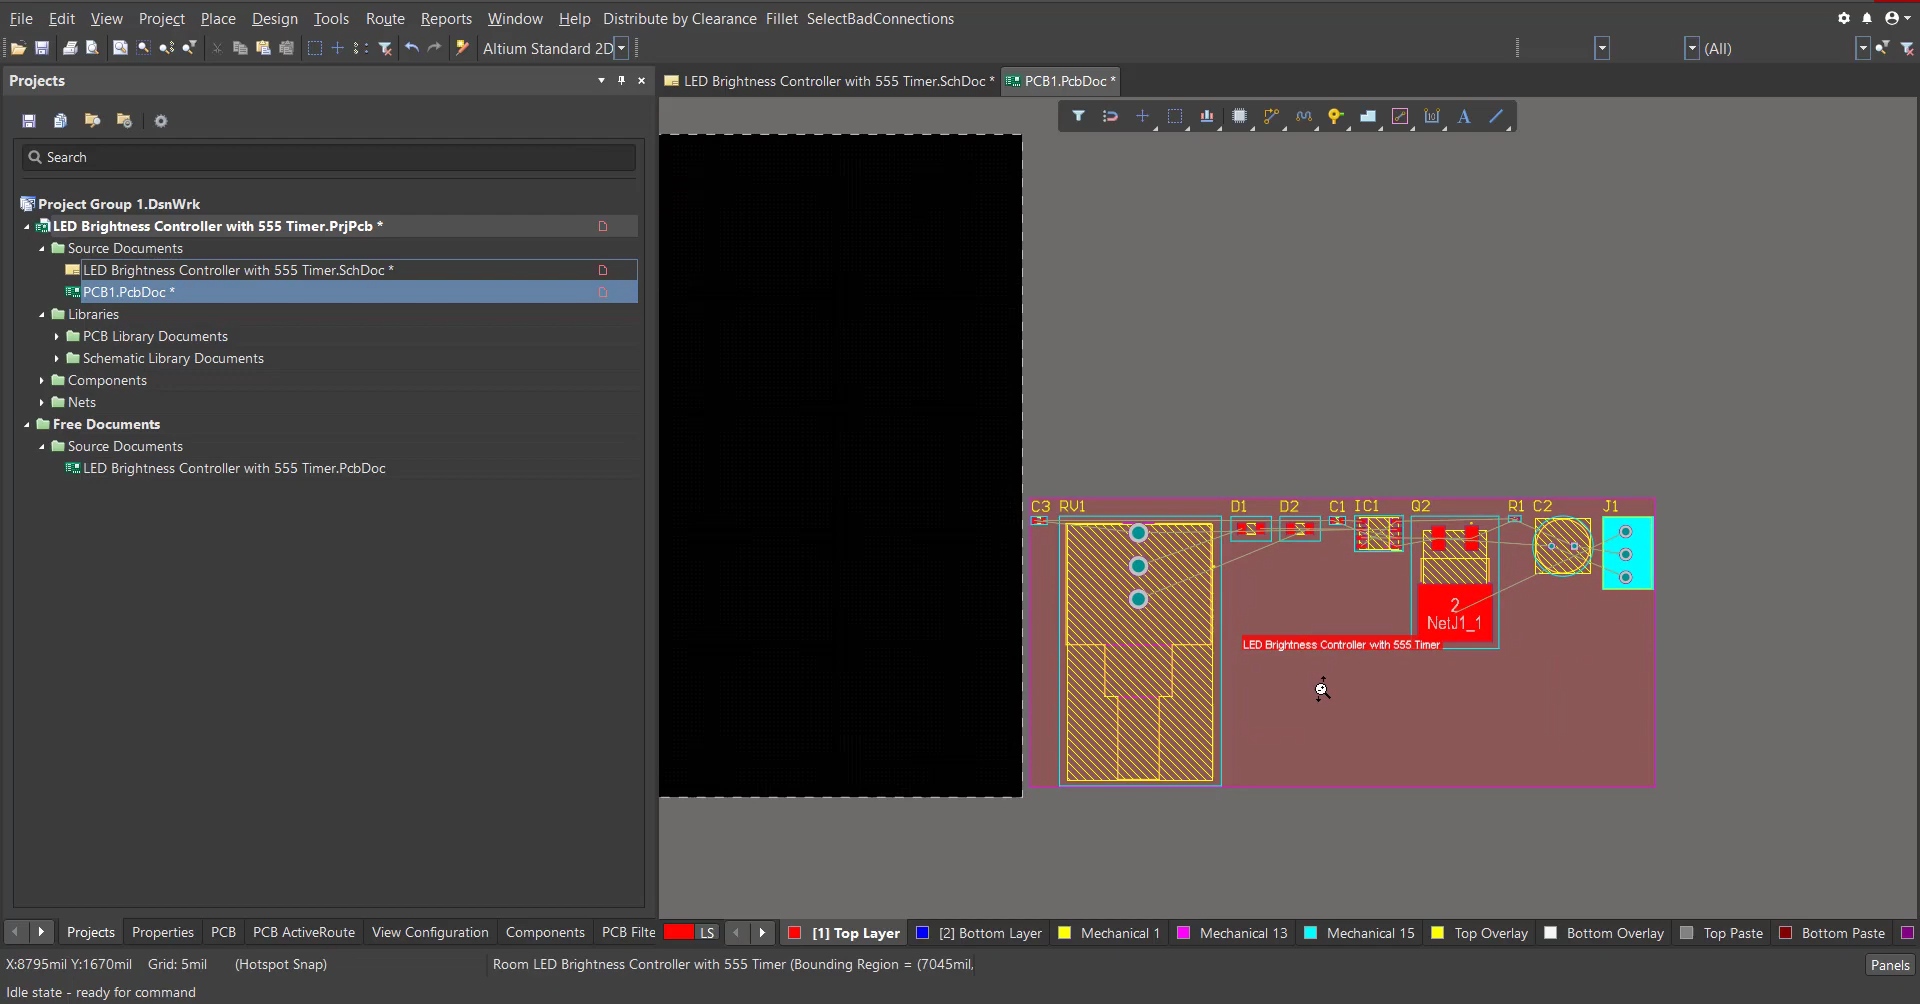 File Edit View Project Place Design Tools Route Reports Window Help Distribute by Clearance Fillet SelectBadConnections
Altium Standard 2D
(All)
Projects
LED Brightness Controller with 555 Timer.SchDoc *
PCB1.PcbDoc *
Search
Project Group 1.DsnWrk
LED Brightness Controller with 555 Timer.PrjPcb *
Source Documents
LED Brightness Controller with 555 Timer.SchDoc *
PCB1.PcbDoc *
Libraries
PCB Library Documents
Schematic Library Documents
Components
Nets
Free Documents
Source Documents
LED Brightness Controller with 555 Timer.PcbDoc
C3 RV1 D1 D2 C1 IC1 Q2 R1 C2 J1
2
NetJ1_1
LED Brightness Controller with 555 Timer
Projects Properties PCB PCB ActiveRoute View Configuration Components PCB Filte
LS [1] Top Layer [2] Bottom Layer Mechanical 1 Mechanical 13 Mechanical 15 Top Overlay Bottom Overlay Top Paste Bottom Paste
X:8795mil Y:1670mil Grid: 5mil (Hotspot Snap) Room LED Brightness Controller with 555 Timer (Bounding Region = (7045mil,
Panels
Idle state - ready for command